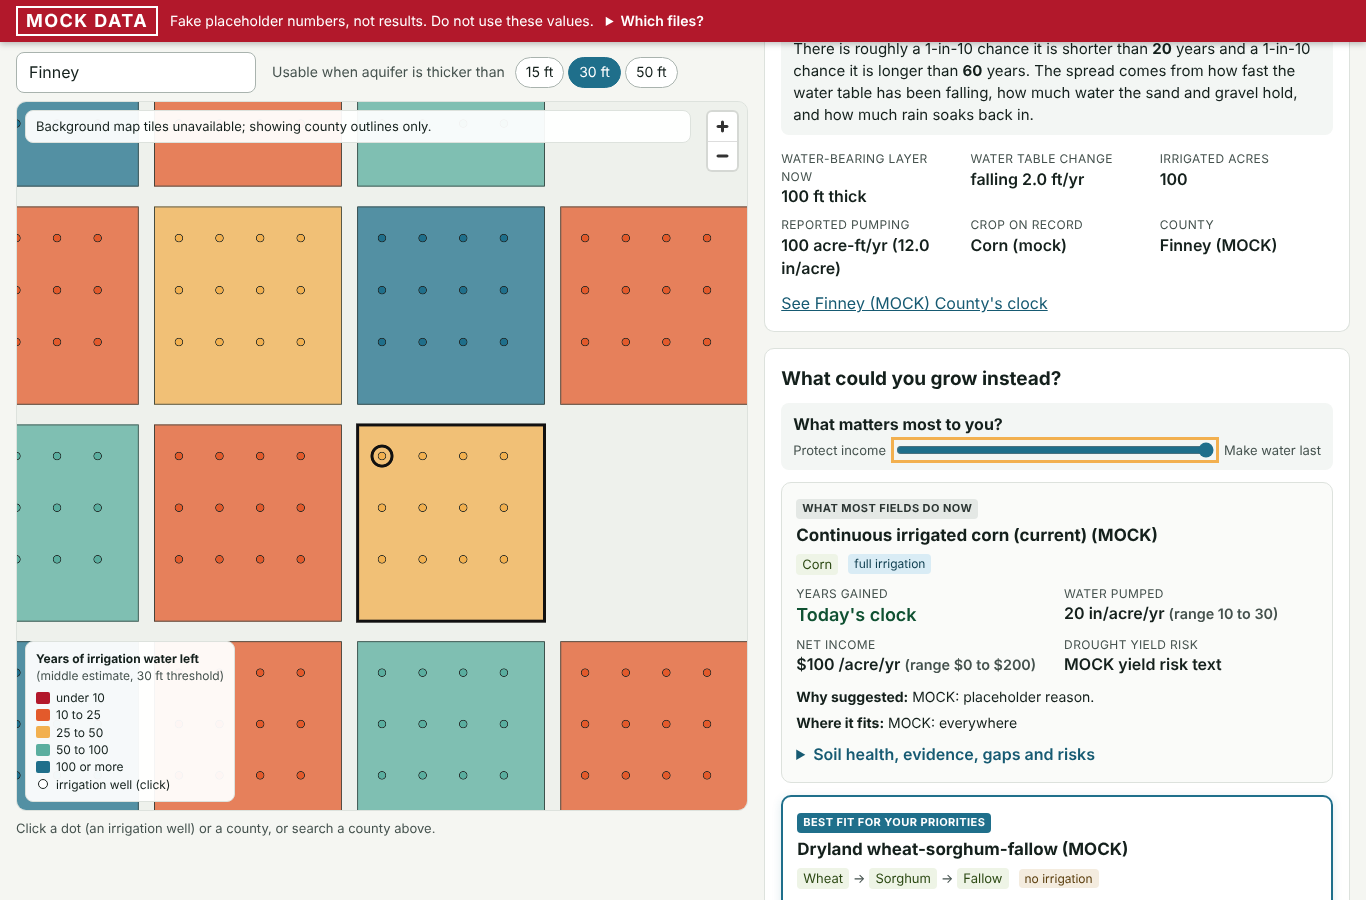 MOCK DATA
Fake placeholder numbers, not results. Do not use these values.
Which files?
Finney
Usable when aquifer is thicker than
15 ft
30 ft
50 ft
Background map tiles unavailable; showing county outlines only.
+
−
Years of irrigation water left
(middle estimate, 30 ft threshold)
under 10
10 to 25
25 to 50
50 to 100
100 or more
irrigation well (click)
Click a dot (an irrigation well) or a county, or search a county above.
There is roughly a 1-in-10 chance it is shorter than 20 years and a 1-in-10
chance it is longer than 60 years. The spread comes from how fast the
water table has been falling, how much water the sand and gravel hold,
and how much rain soaks back in.
WATER-BEARING LAYER
NOW
100 ft thick
WATER TABLE CHANGE
falling 2.0 ft/yr
IRRIGATED ACRES
100
REPORTED PUMPING
100 acre-ft/yr (12.0
in/acre)
CROP ON RECORD
Corn (mock)
COUNTY
Finney (MOCK)
See Finney (MOCK) County's clock
What could you grow instead?
What matters most to you?
Protect income
Make water last
WHAT MOST FIELDS DO NOW
Continuous irrigated corn (current) (MOCK)
Corn
full irrigation
YEARS GAINED
Today's clock
WATER PUMPED
20 in/acre/yr (range 10 to 30)
NET INCOME
$100 /acre/yr (range $0 to $200)
DROUGHT YIELD RISK
MOCK yield risk text
Why suggested: MOCK: placeholder reason.
Where it fits: MOCK: everywhere
Soil health, evidence, gaps and risks
BEST FIT FOR YOUR PRIORITIES
Dryland wheat-sorghum-fallow (MOCK)
Wheat → Sorghum → Fallow no irrigation